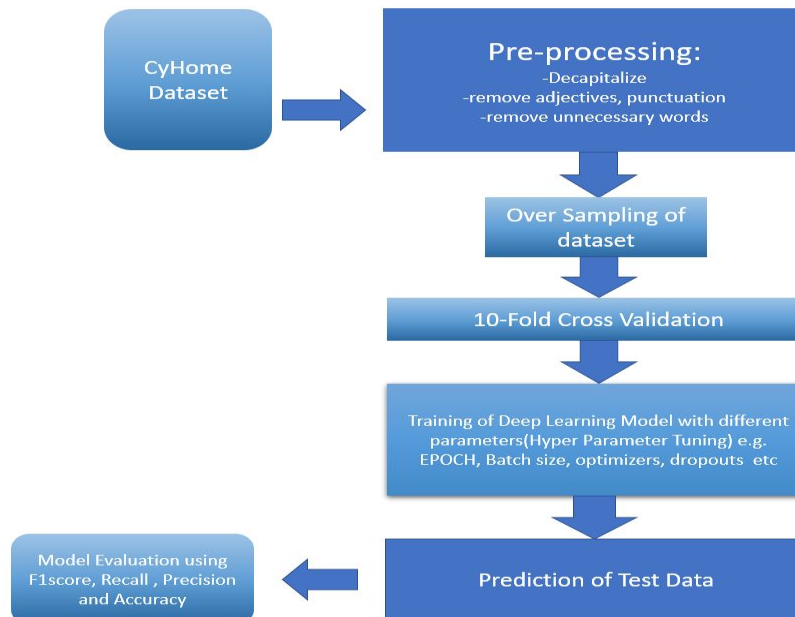 CyHome
Dataset
Pre-processing:
-Decapitalize
-remove adjectives, punctuation
-remove unnecessary words
Over Sampling of
dataset
10-Fold Cross Validation
Training of Deep Learning Model with different
parameters(Hyper Parameter Tuning) e.g.
EPOCH, Batch size, optimizers, dropouts etc
Prediction of Test Data
Model Evaluation using
F1score, Recall , Precision
and Accuracy